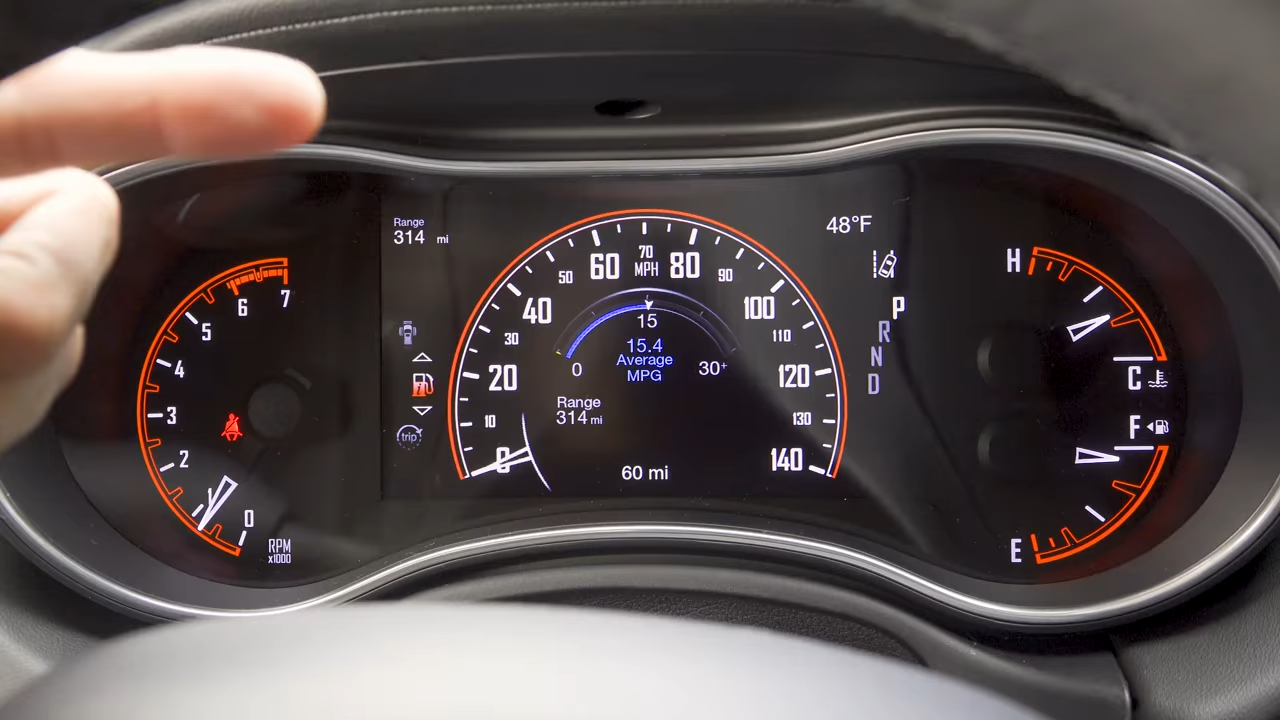 Range
314 mi
48°F
7
6
5
4
3
2
0
RPM
x1000
trip
0
10
20
30
40
50
60
70
MPH
80
90
100
110
120
130
140
15
0
30+
15.4
Average
MPG
Range
314 mi
60 mi
P
R
N
D
H
C
F
E